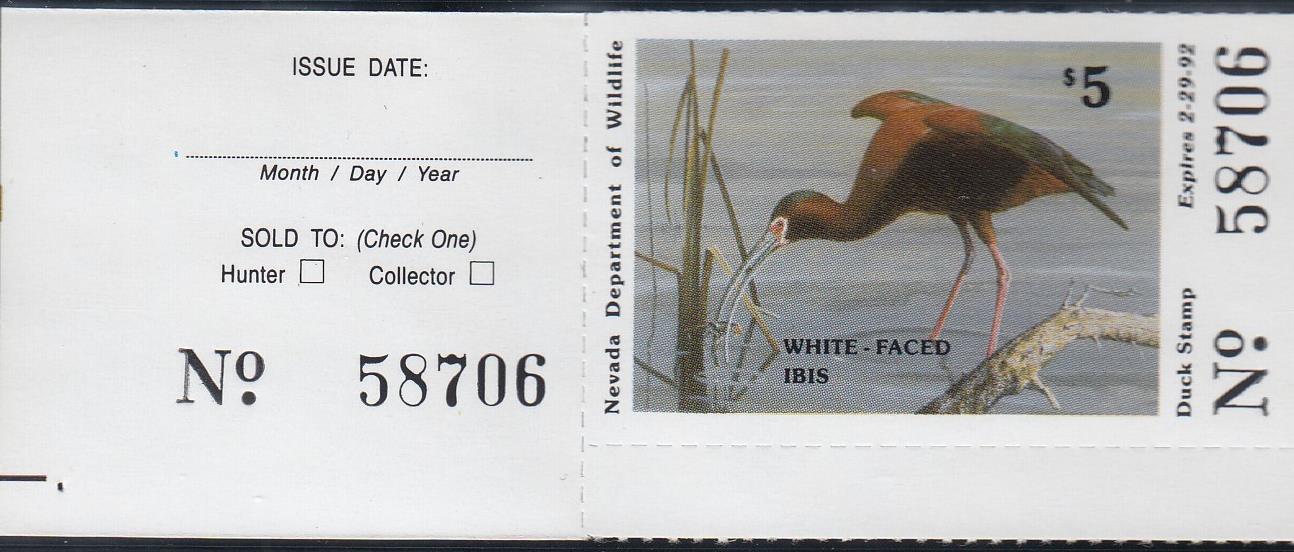 ISSUE DATE:
Month / Day / Year
SOLD TO: (Check One)
Hunter Collector
Nº 58706
Nevada Department of Wildlife
$5
WHITE - FACED
IBIS
Duck Stamp Expires 2-29-92
Nº 58706